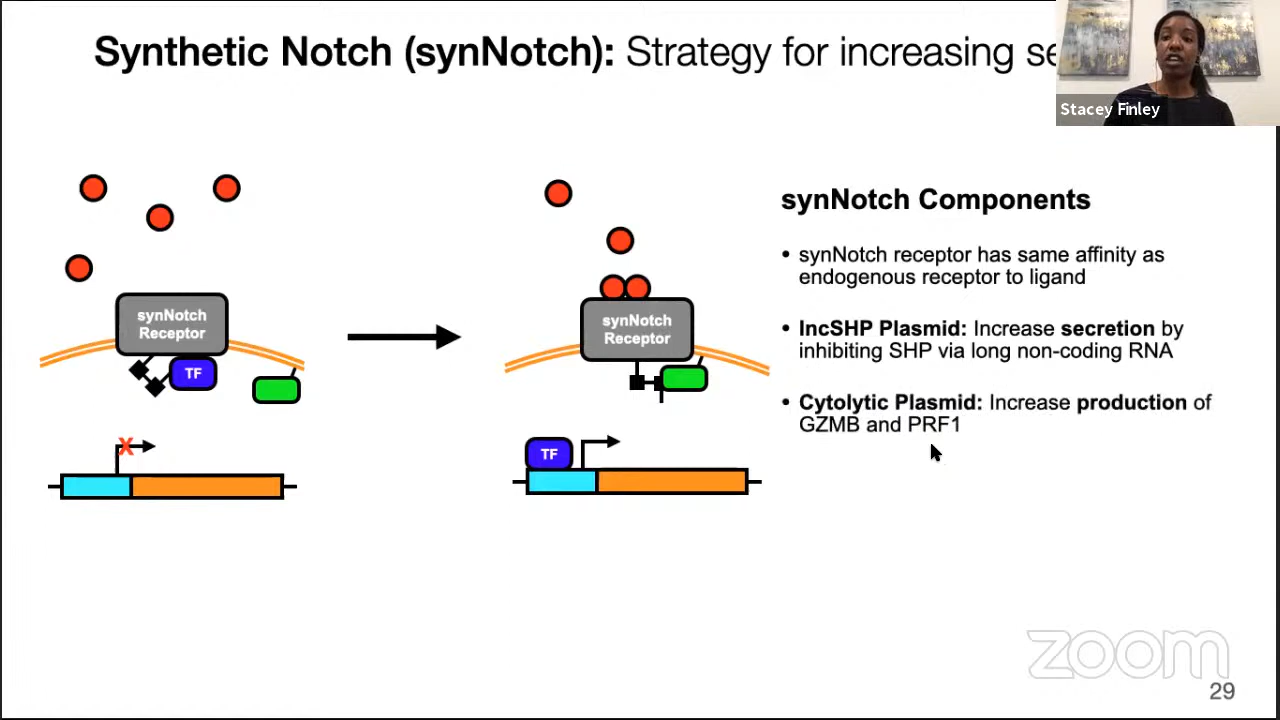 Synthetic Notch (synNotch): Strategy for increasing
Stacey Finley
synNotch
Receptor
TF
synNotch
Receptor
TF
synNotch Components
• synNotch receptor has same affinity as
endogenous receptor to ligand
• lncSHP Plasmid: Increase secretion by
inhibiting SHP via long non-coding RNA
• Cytolytic Plasmid: Increase production of
GZMB and PRF1
zoom
29